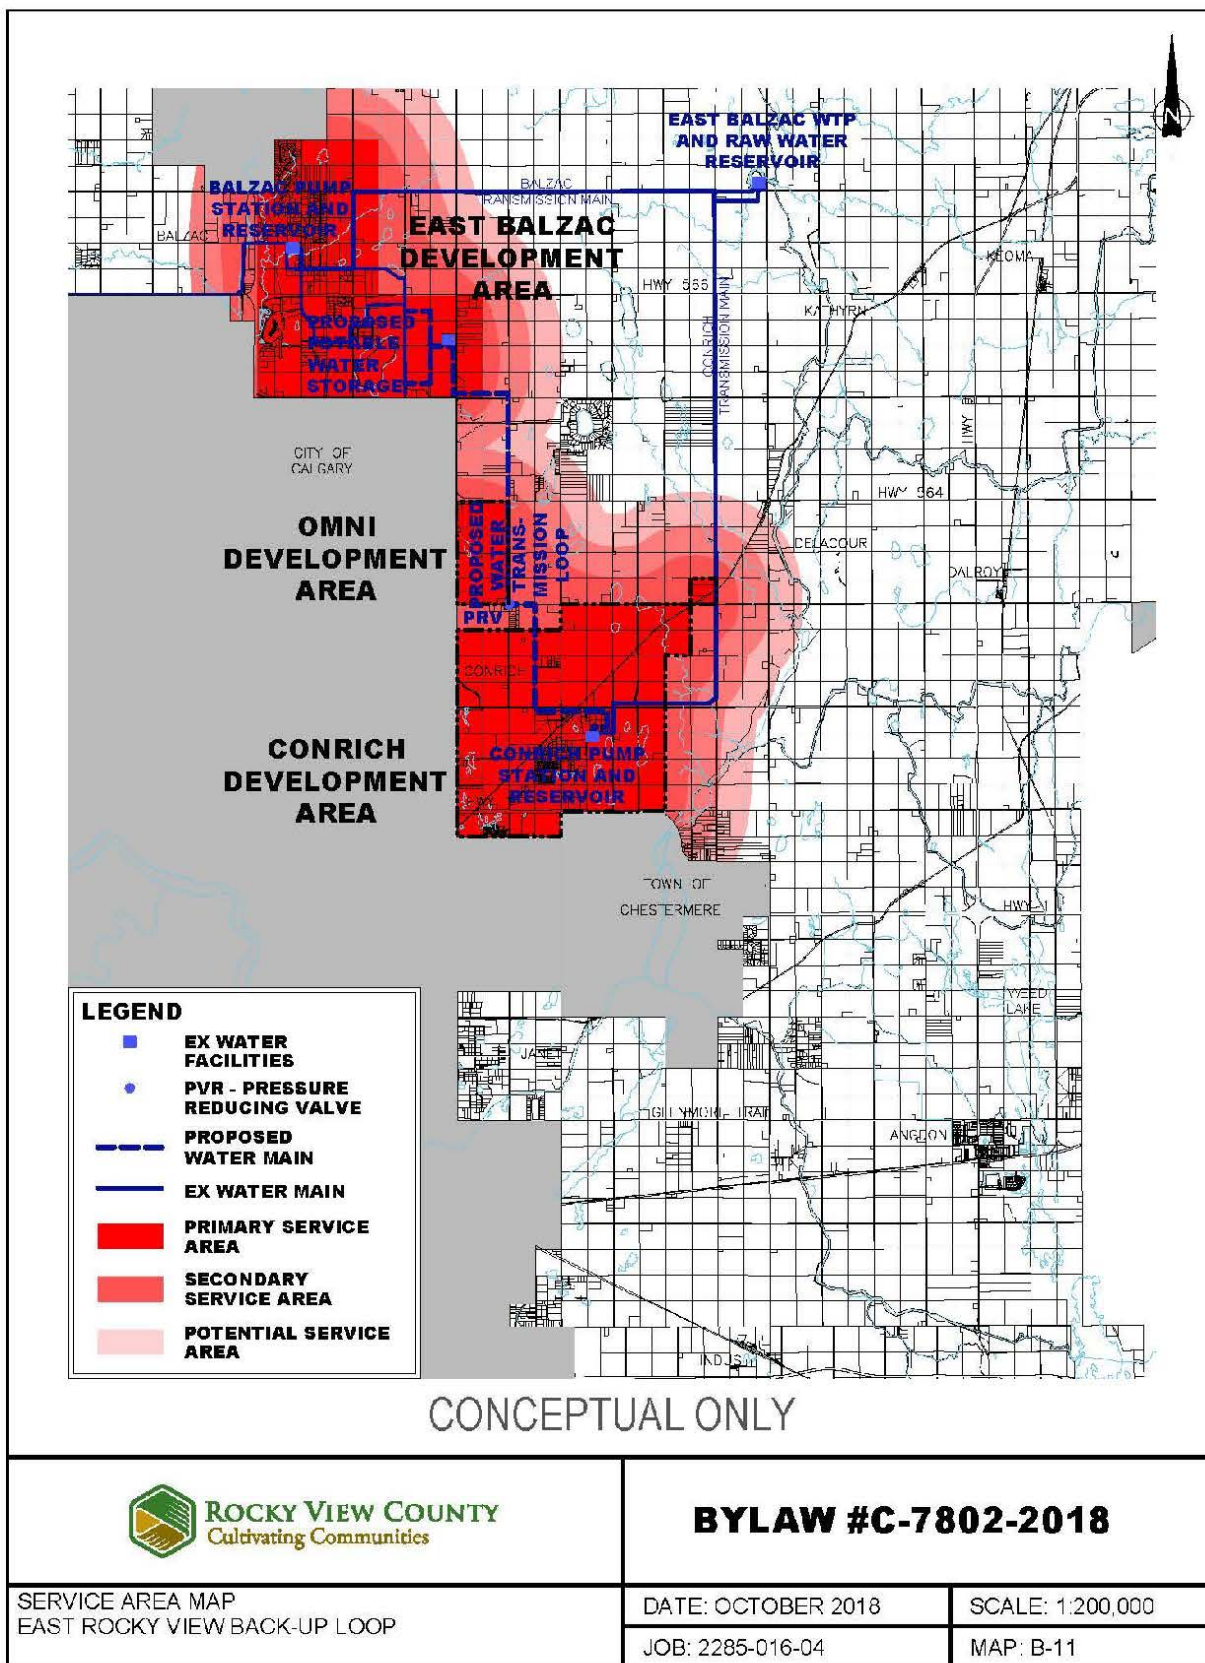 N
EAST BALZAC WTP
AND RAW WATER
RESERVOIR
BALZAC PUMP
STATION AND
RESERVOIR
BALZAC
BALZAC
TRANSMISSION MAIN
EAST BALZAC
DEVELOPMENT
AREA
HWY 566
KEOMA
KATHYRN
CONRICH
TRANSMISSION MAIN
PROPOSED
POTABLE
WATER
STORAGE
HWY
CITY OF
CALGARY
HWY 564
OMNI
DEVELOPMENT
AREA
PROPOSED
WATER
TRANS-
MISSION
LOOP
DELACOUR
DALROY
PRV
CONRICH
CONRICH
DEVELOPMENT
AREA
CONRICH PUMP
STATION AND
RESERVOIR
HWY
TOWN OF
CHESTERMERE
HWY 1
WEED
LAKE
JANET
GLENMORE TRAIL
LANGDON
INDUS
LEGEND
EX WATER
FACILITIES
PVR - PRESSURE
REDUCING VALVE
PROPOSED
WATER MAIN
EX WATER MAIN
PRIMARY SERVICE
AREA
SECONDARY
SERVICE AREA
POTENTIAL SERVICE
AREA
CONCEPTUAL ONLY
ROCKY VIEW COUNTY
Cultivating Communities
BYLAW #C-7802-2018
SERVICE AREA MAP
EAST ROCKY VIEW BACK-UP LOOP
DATE: OCTOBER 2018
SCALE: 1:200,000
JOB: 2285-016-04
MAP: B-11